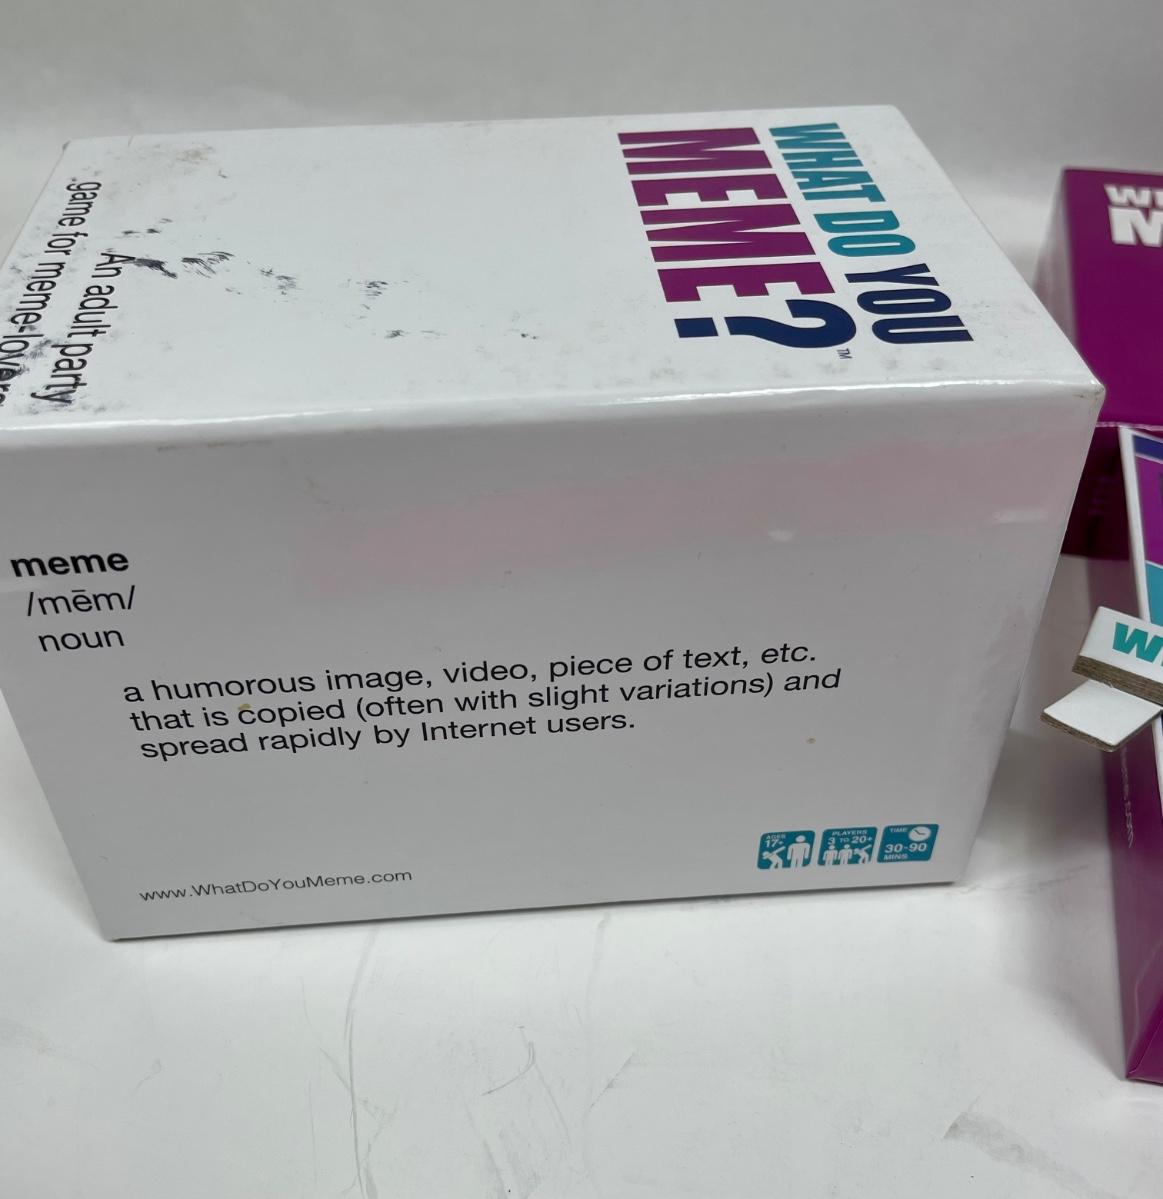 WHAT DO YOU
MEME?
TM
An adult party
game for meme-lovers
meme
/mēm/
noun
a humorous image, video, piece of text, etc.
that is copied (often with slight variations) and
spread rapidly by Internet users.
www.WhatDoYouMeme.com
AGES
17+
PLAYERS
3 TO 20+
TIME
30-90
MINS